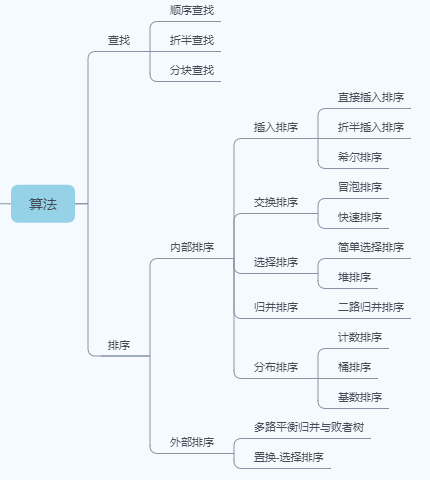 算法
查找
顺序查找
折半查找
分块查找
排序
内部排序
插入排序
直接插入排序
折半插入排序
希尔排序
交换排序
冒泡排序
快速排序
选择排序
简单选择排序
堆排序
归并排序
二路归并排序
分布排序
计数排序
桶排序
基数排序
外部排序
多路平衡归并与败者树
置换-选择排序